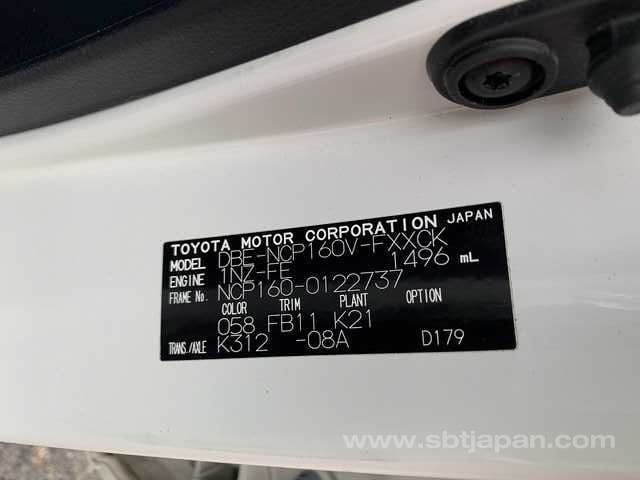 TOYOTA MOTOR CORPORATION JAPAN
MODEL DBE-NCP160V-FXXCK
ENGINE 1NZ-FE 1496 mL
FRAME No. NCP160-0122737
COLOR TRIM PLANT OPTION
058 FB11 K21
TRANS./AXLE K312 -08A D179
www.sbtjapan.com